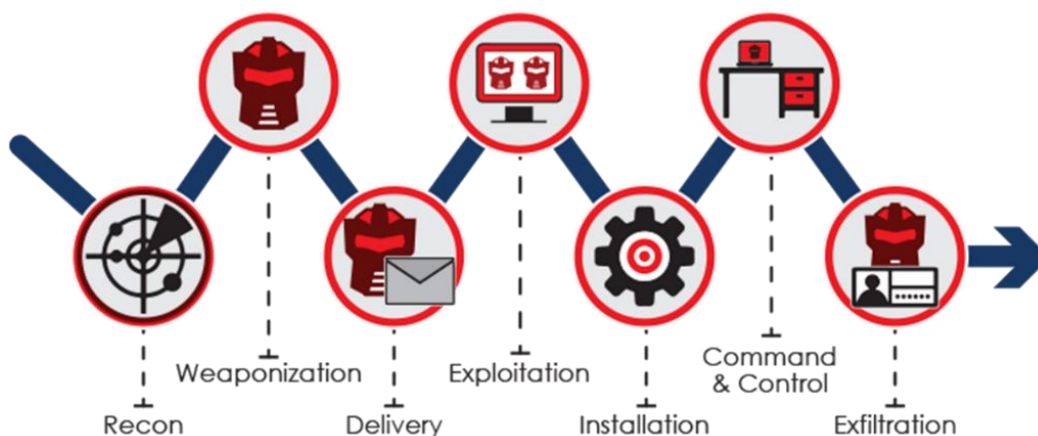 Recon
Weaponization
Delivery
Exploitation
Installation
Command
& Control
Exfiltration